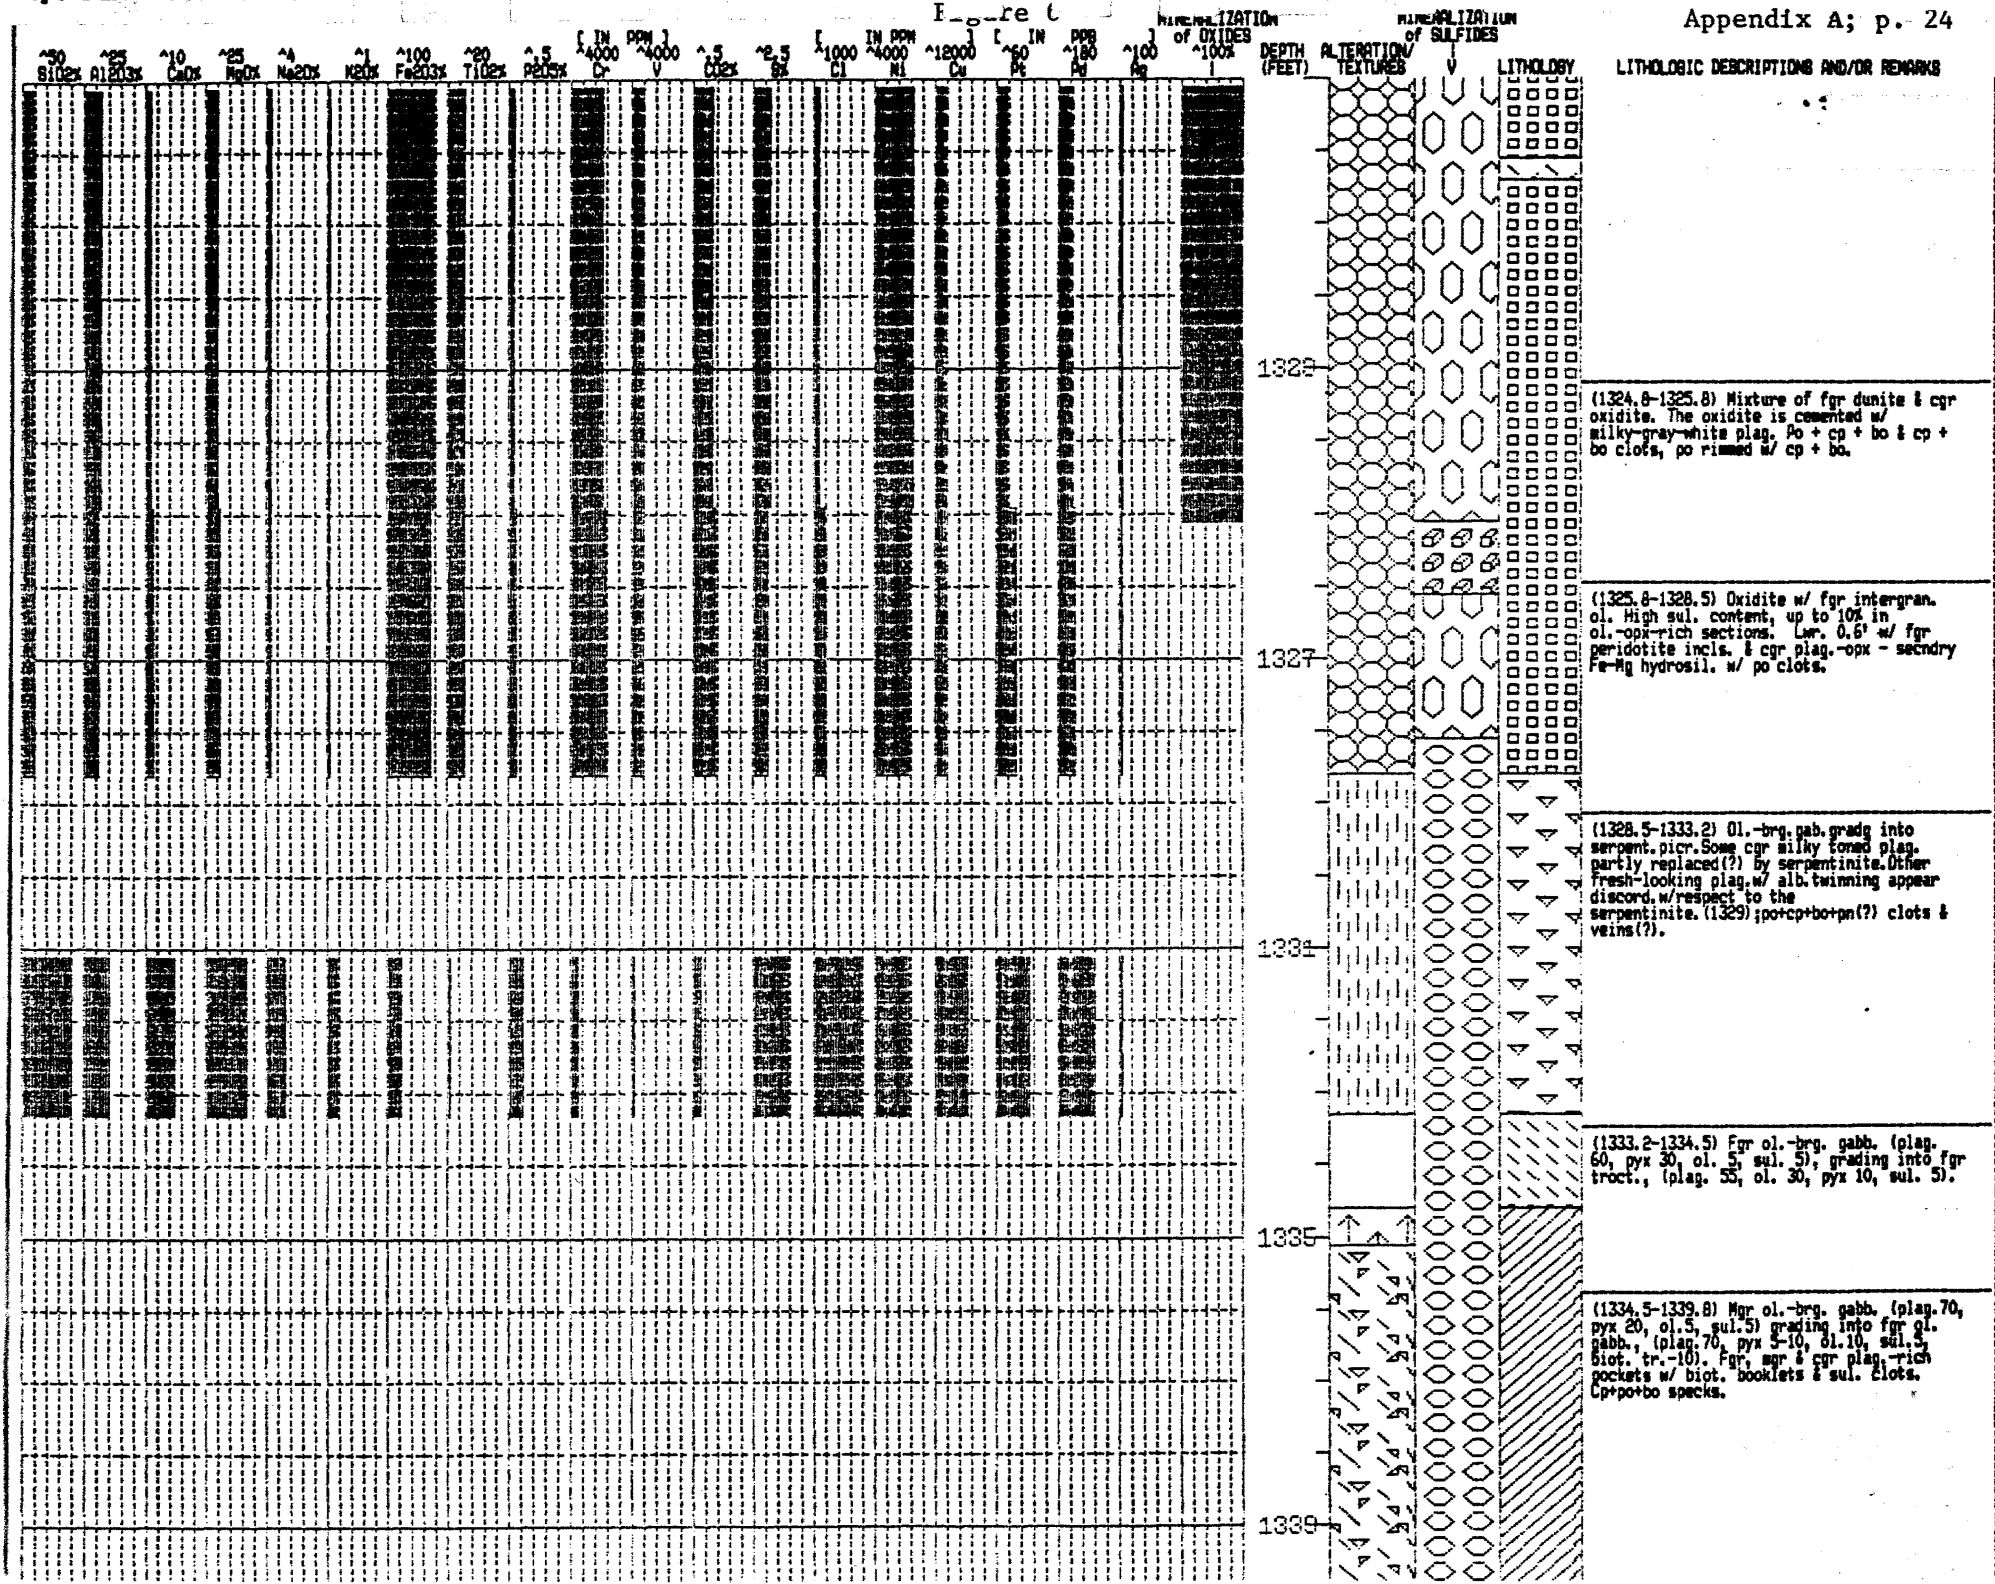 Appendix A; p. 24
MINERALIZATION of OXIDES
MINERALIZATION of SULFIDES
[ IN PPM ]
[ IN PPM ]
[ IN PPB ]
^50 ^25 ^10 ^25 ^4 ^1 ^100 ^20 ^.5 ^4000 ^4000 ^.5 ^2.5 ^1000 ^4000 ^12000 ^60 ^180 ^100 ^100%
SiO2% Al2O3% CaO% MgO% Na2O% K2O% Fe2O3% TiO2% P2O5% Cr V CO2% S% Cl Ni Cu Pt Pd Ag
DEPTH (FEET)
ALTERATION/ TEXTURES
LITHOLOGY
LITHOLOGIC DESCRIPTIONS AND/OR REMARKS
(1324.8-1325.8) Mixture of fgr dunite & cgr
oxidite. The oxidite is cemented w/
milky-gray-white plag. Po + cp + bo & cp +
bo clots, po rimmed w/ cp + bo.
(1325.8-1328.5) Oxidite w/ fgr intergran.
ol. High sul. content, up to 10% in
ol.-opx-rich sections. Lwr. 0.6' w/ fgr
peridotite incls. & cgr plag.-opx - secndry
Fe-Mg hydrosil. w/ po clots.
1327
(1328.5-1333.2) Ol.-brg.gab.gradg into
serpent.picr.Some cgr milky toned plag.
partly replaced(?) by serpentinite.Other
fresh-looking plag.w/ alb.twinning appear
discord.w/respect to the
serpentinite.(1329);po+cp+bo+pn(?) clots &
veins(?).
1331
(1333.2-1334.5) Fgr ol.-brg. gabb. (plag.
60, pyx 30, ol. 5, sul. 5), grading into fgr
troct., (plag. 55, ol. 30, pyx 10, sul. 5).
1335
(1334.5-1339.8) Mgr ol.-brg. gabb. (plag.70,
pyx 20, ol.5, sul.5) grading into fgr ol.
gabb., (plag.70, pyx 5-10, ol.10, sul.5,
biot. tr.-10). Fgr, mgr & cgr plag.-rich
pockets w/ biot. booklets & sul. clots.
Cp+po+bo specks.
1339